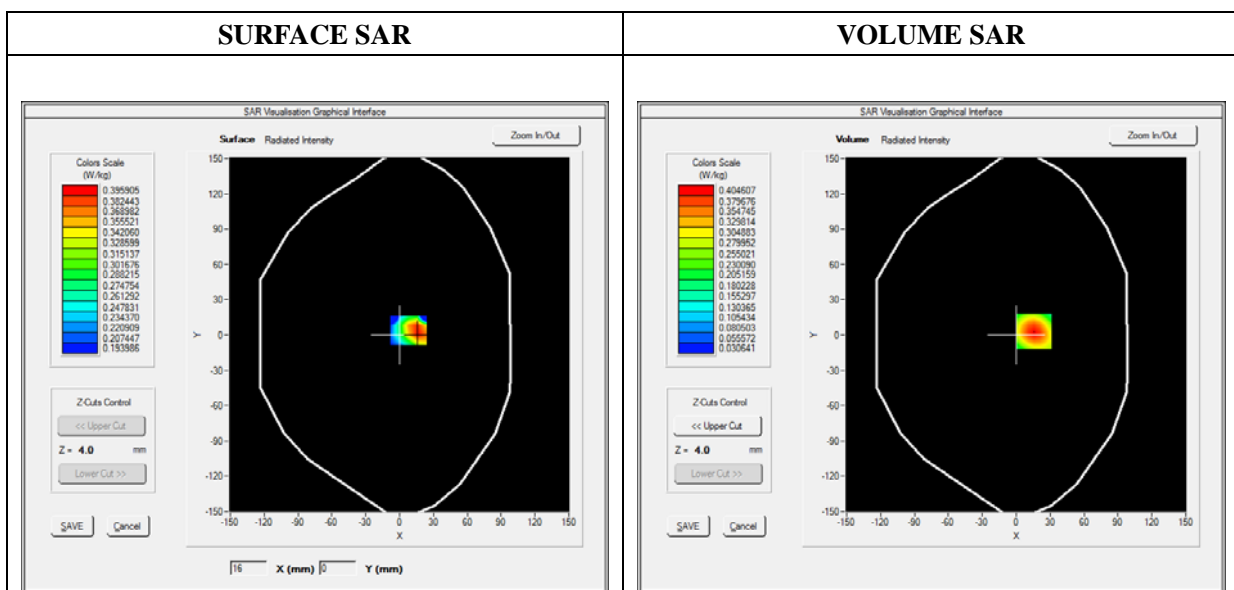 SURFACE SAR
VOLUME SAR
SAR Visualisation Graphical Interface
Surface Radiated Intensity
Zoom In/Out
Colors Scale
(W/kg)
0.395905
0.382443
0.368982
0.355521
0.342060
0.328599
0.315137
0.301676
0.288215
0.274754
0.261292
0.247831
0.234370
0.220909
0.207447
0.193986
Z-Cuts Control
<< Upper Cut
Z = 4.0 mm
Lower Cut >>
SAVE Cancel
150
120
90
60
30
0
-30
-60
-90
-120
-150
Y
-150 -120 -90 -60 -30 0 30 60 90 120 150
X
16 X (mm) 0 Y (mm)
SAR Visualisation Graphical Interface
Volume Radiated Intensity
Zoom In/Out
Colors Scale
(W/kg)
0.404607
0.379676
0.354745
0.329814
0.304883
0.279952
0.255021
0.230090
0.205159
0.180228
0.155297
0.130365
0.105434
0.080503
0.055572
0.030641
Z-Cuts Control
<< Upper Cut
Z = 4.0 mm
Lower Cut >>
SAVE Cancel
150
120
90
60
30
0
-30
-60
-90
-120
-150
Y
-150 -120 -90 -60 -30 0 30 60 90 120 150
X